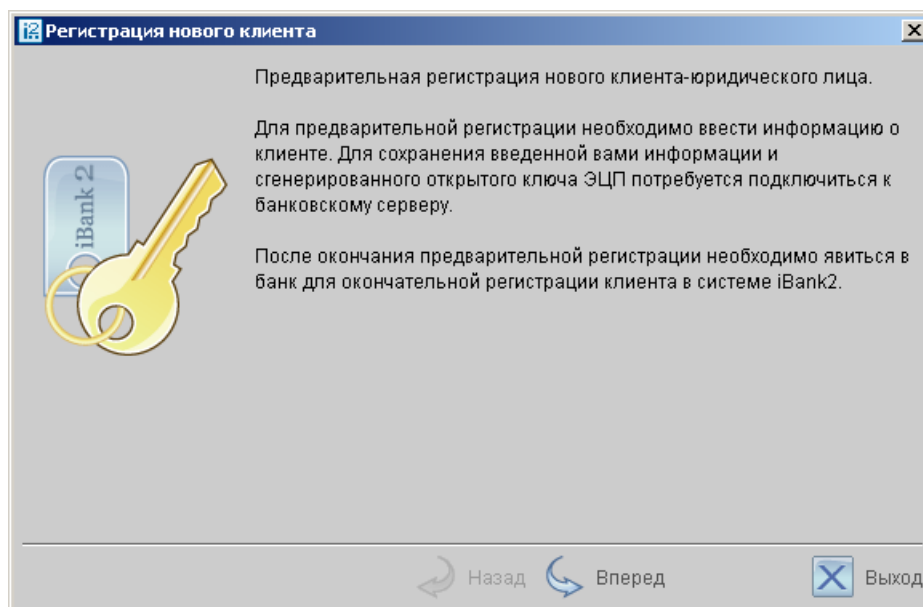 Регистрация нового клиента
Предварительная регистрация нового клиента-юридического лица.
Для предварительной регистрации необходимо ввести информацию о
клиенте. Для сохранения введенной вами информации и
сгенерированного открытого ключа ЭЦП потребуется подключиться к
банковскому серверу.
iBank 2
После окончания предварительной регистрации необходимо явиться в
банк для окончательной регистрации клиента в системе iBank2.
Назад Вперед Выход